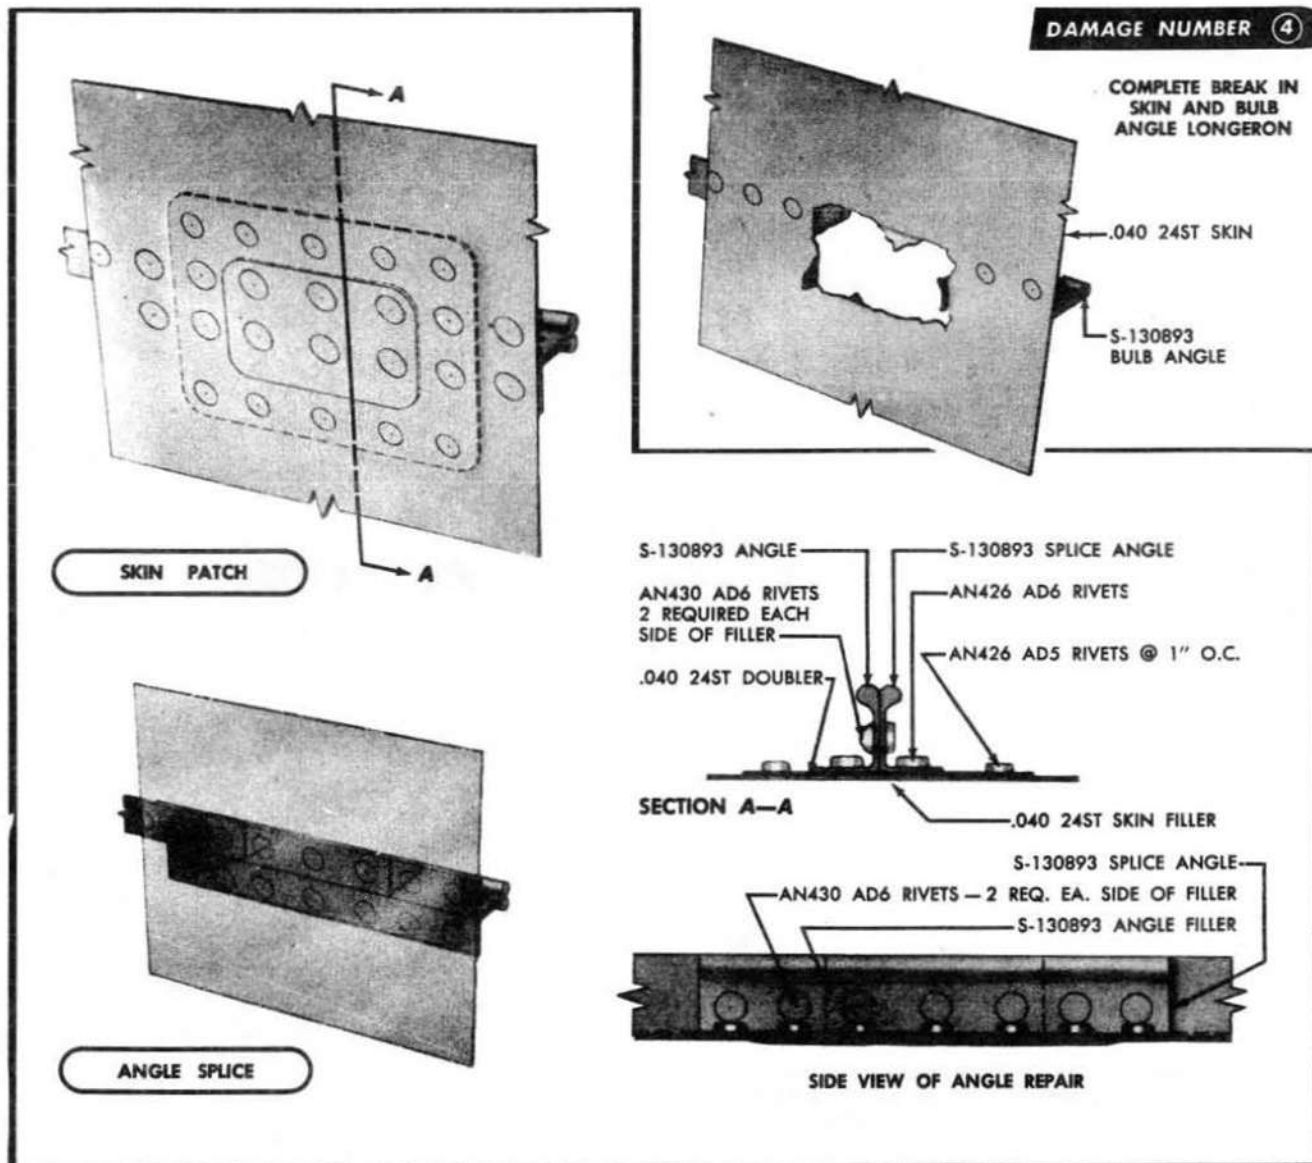 DAMAGE NUMBER 4
COMPLETE BREAK IN
SKIN AND BULB
ANGLE LONGERON
.040 24ST SKIN
S-130893
BULB ANGLE
A
A
SKIN PATCH
S-130893 ANGLE
AN430 AD6 RIVETS
2 REQUIRED EACH
SIDE OF FILLER
.040 24ST DOUBLER
S-130893 SPLICE ANGLE
AN426 AD6 RIVETS
AN426 AD5 RIVETS @ 1" O.C.
SECTION A—A
.040 24ST SKIN FILLER
S-130893 SPLICE ANGLE
AN430 AD6 RIVETS — 2 REQ. EA. SIDE OF FILLER
S-130893 ANGLE FILLER
SIDE VIEW OF ANGLE REPAIR
ANGLE SPLICE